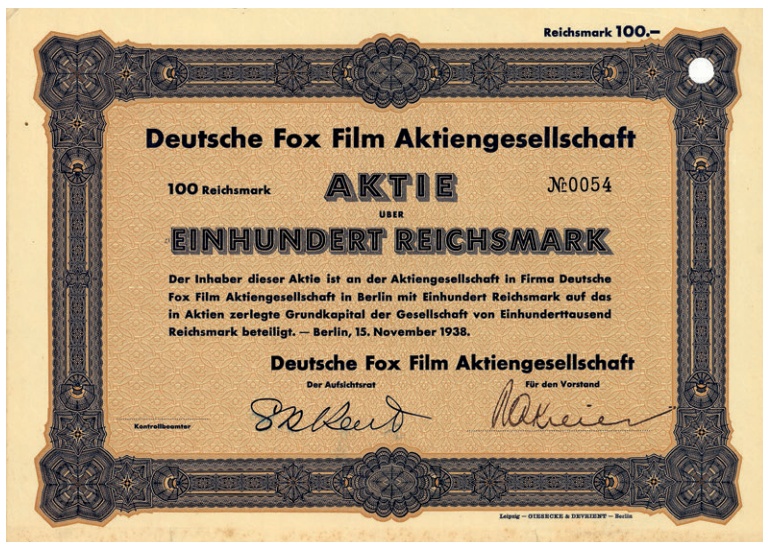 Reichsmark 100.–
Deutsche Fox Film Aktiengesellschaft
100 Reichsmark AKTIE № 0054
ÜBER
EINHUNDERT REICHSMARK
Der Inhaber dieser Aktie ist an der Aktiengesellschaft in Firma Deutsche
Fox Film Aktiengesellschaft in Berlin mit Einhundert Reichsmark auf das
in Aktien zerlegte Grundkapital der Gesellschaft von Einhunderttausend
Reichsmark beteiligt. — Berlin, 15. November 1938.
Deutsche Fox Film Aktiengesellschaft
Der Aufsichtsrat Für den Vorstand
Kontrollbeamter
Leipzig — GIESECKE & DEVRIENT — Berlin